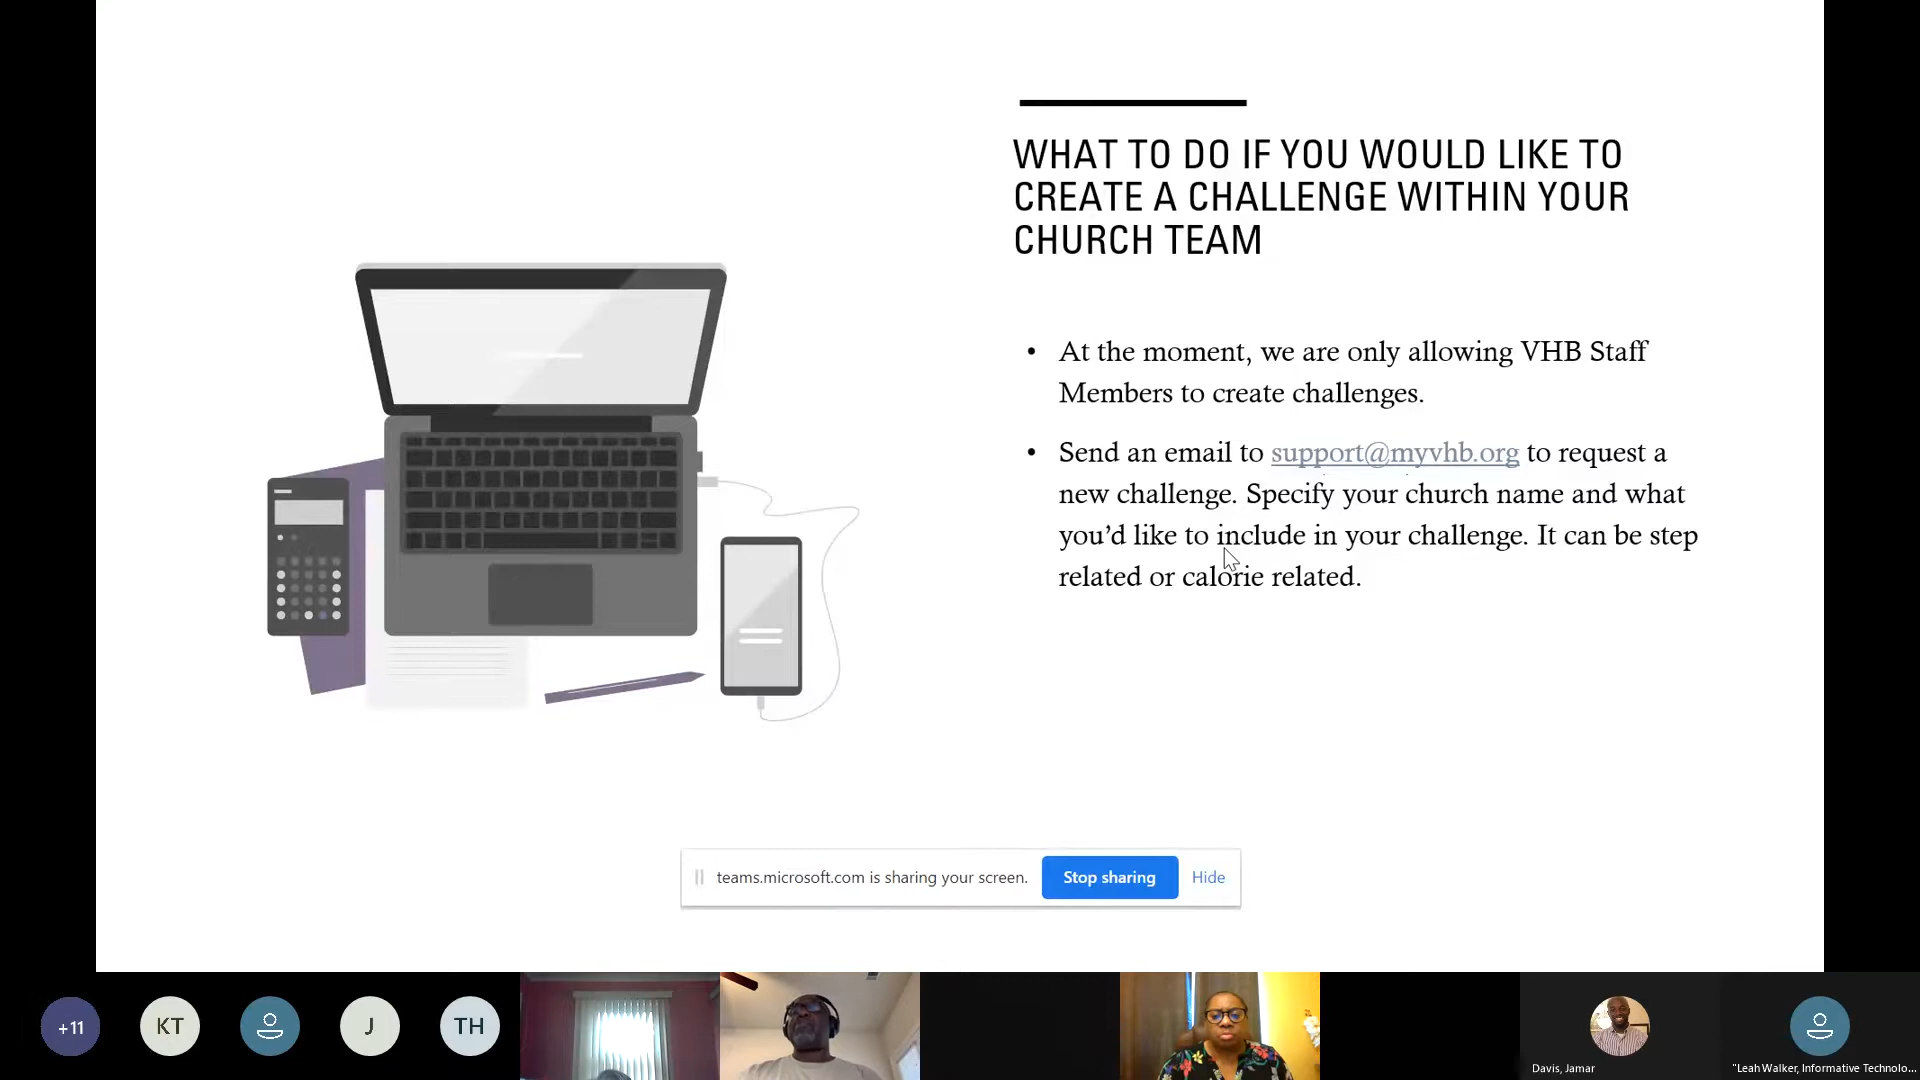 WHAT TO DO IF YOU WOULD LIKE TO
CREATE A CHALLENGE WITHIN YOUR
CHURCH TEAM
• At the moment, we are only allowing VHB Staff
Members to create challenges.
• Send an email to support@myvhb.org to request a
new challenge. Specify your church name and what
you’d like to include in your challenge. It can be step
related or calorie related.
teams.microsoft.com is sharing your screen.
Stop sharing
Hide
+11
KT
J
TH
Davis, Jamar
"Leah Walker, Informative Technolo...